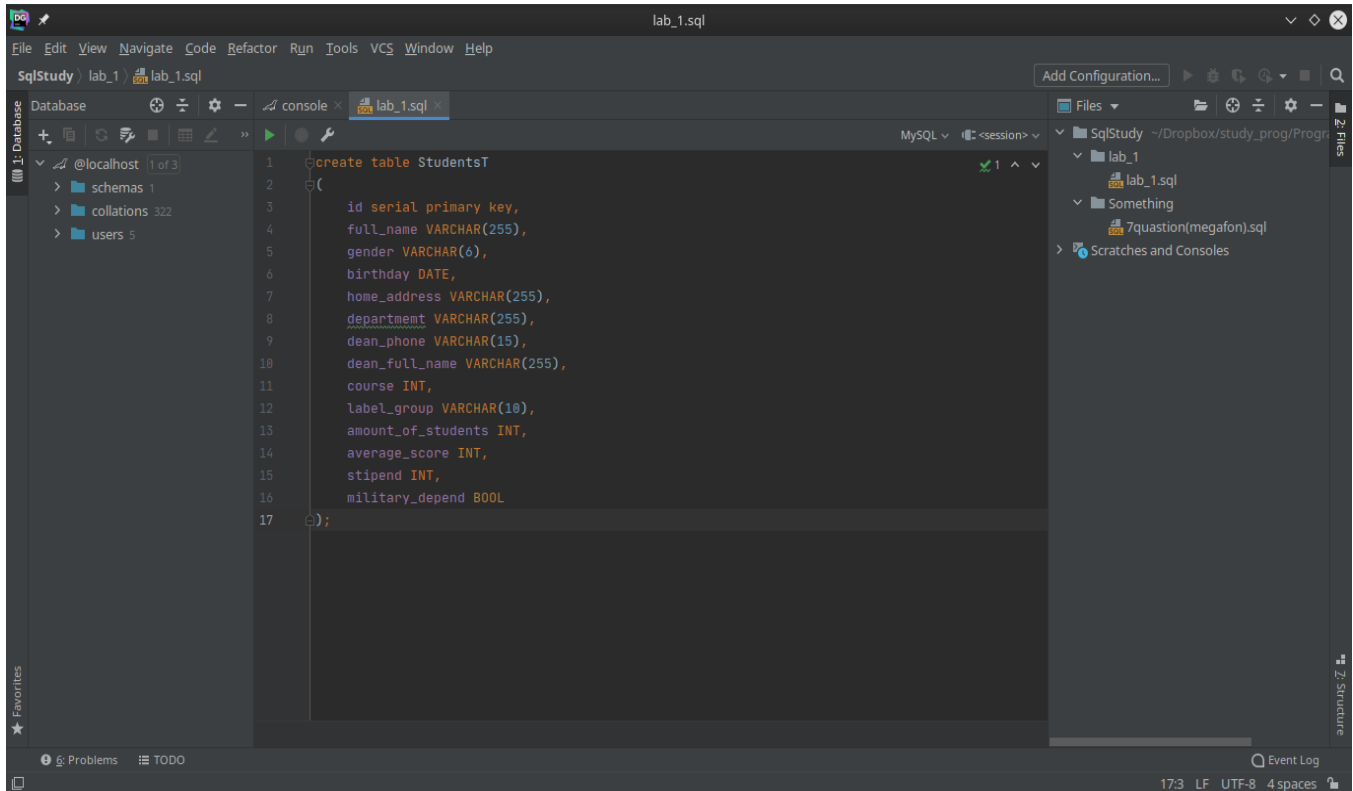 DG
lab_1.sql
File Edit View Navigate Code Refactor Run Tools VCS Window Help
SqlStudy lab_1 lab_1.sql
Add Configuration...
1: Database
Database
console
lab_1.sql
Files
2: Files
MySQL <session>
@localhost 1 of 3
schemas 1
collations 322
users 5
1 create table StudentsT
2 (
3 id serial primary key,
4 full_name VARCHAR(255),
5 gender VARCHAR(6),
6 birthday DATE,
7 home_address VARCHAR(255),
8 departmemt VARCHAR(255),
9 dean_phone VARCHAR(15),
10 dean_full_name VARCHAR(255),
11 course INT,
12 label_group VARCHAR(10),
13 amount_of_students INT,
14 average_score INT,
15 stipend INT,
16 military_depend BOOL
17 );
1
SqlStudy ~/Dropbox/study_prog/Progra
lab_1
lab_1.sql
Something
7quastion(megafon).sql
Scratches and Consoles
Favorites
Z: Structure
6: Problems TODO
Event Log
17:3 LF UTF-8 4 spaces